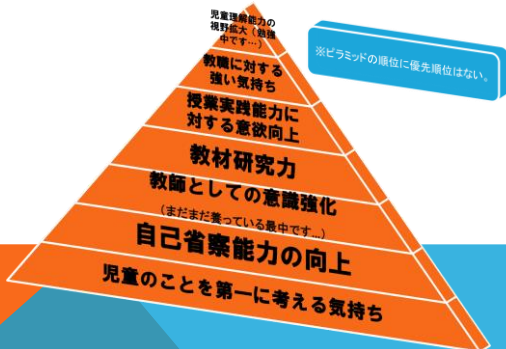 児童理解能力の
視野拡大（勉強
中です…）
教職に対する
強い気持ち
授業実践能力に
対する意欲向上
教材研究力
教師としての意識強化
（まだまだ養っている最中です…）
自己省察能力の向上
児童のことを第一に考える気持ち
※ピラミッドの順位に優先順位はない。